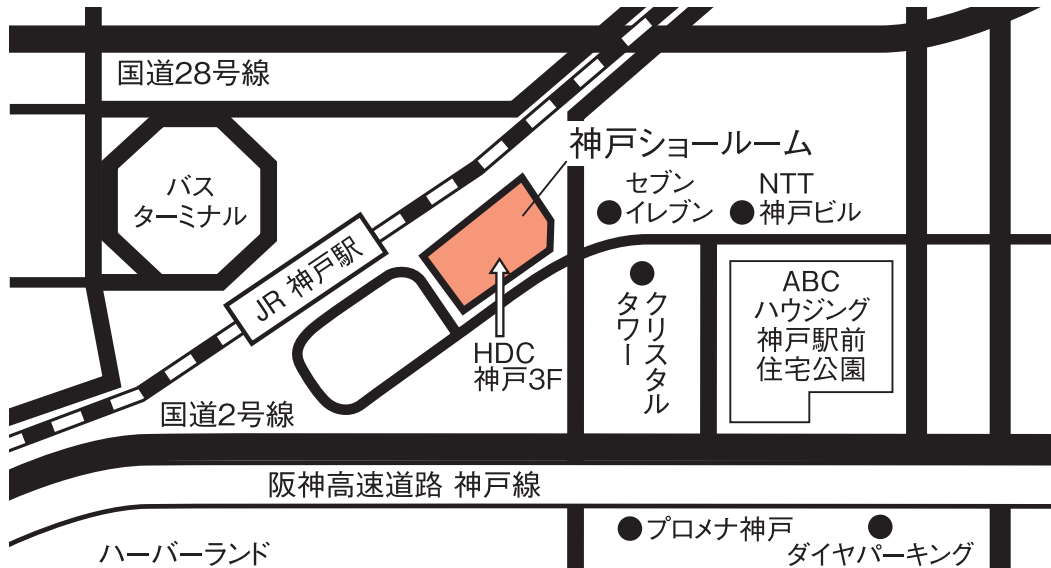 国道28号線
神戸ショールーム
バス
ターミナル
セブン
イレブン
NTT
神戸ビル
JR 神戸駅
HDC
神戸3F
クリスタル
タワー
ABC
ハウジング
神戸駅前
住宅公園
国道2号線
阪神高速道路 神戸線
プロメナ神戸
ハーバーランド
ダイヤパーキング